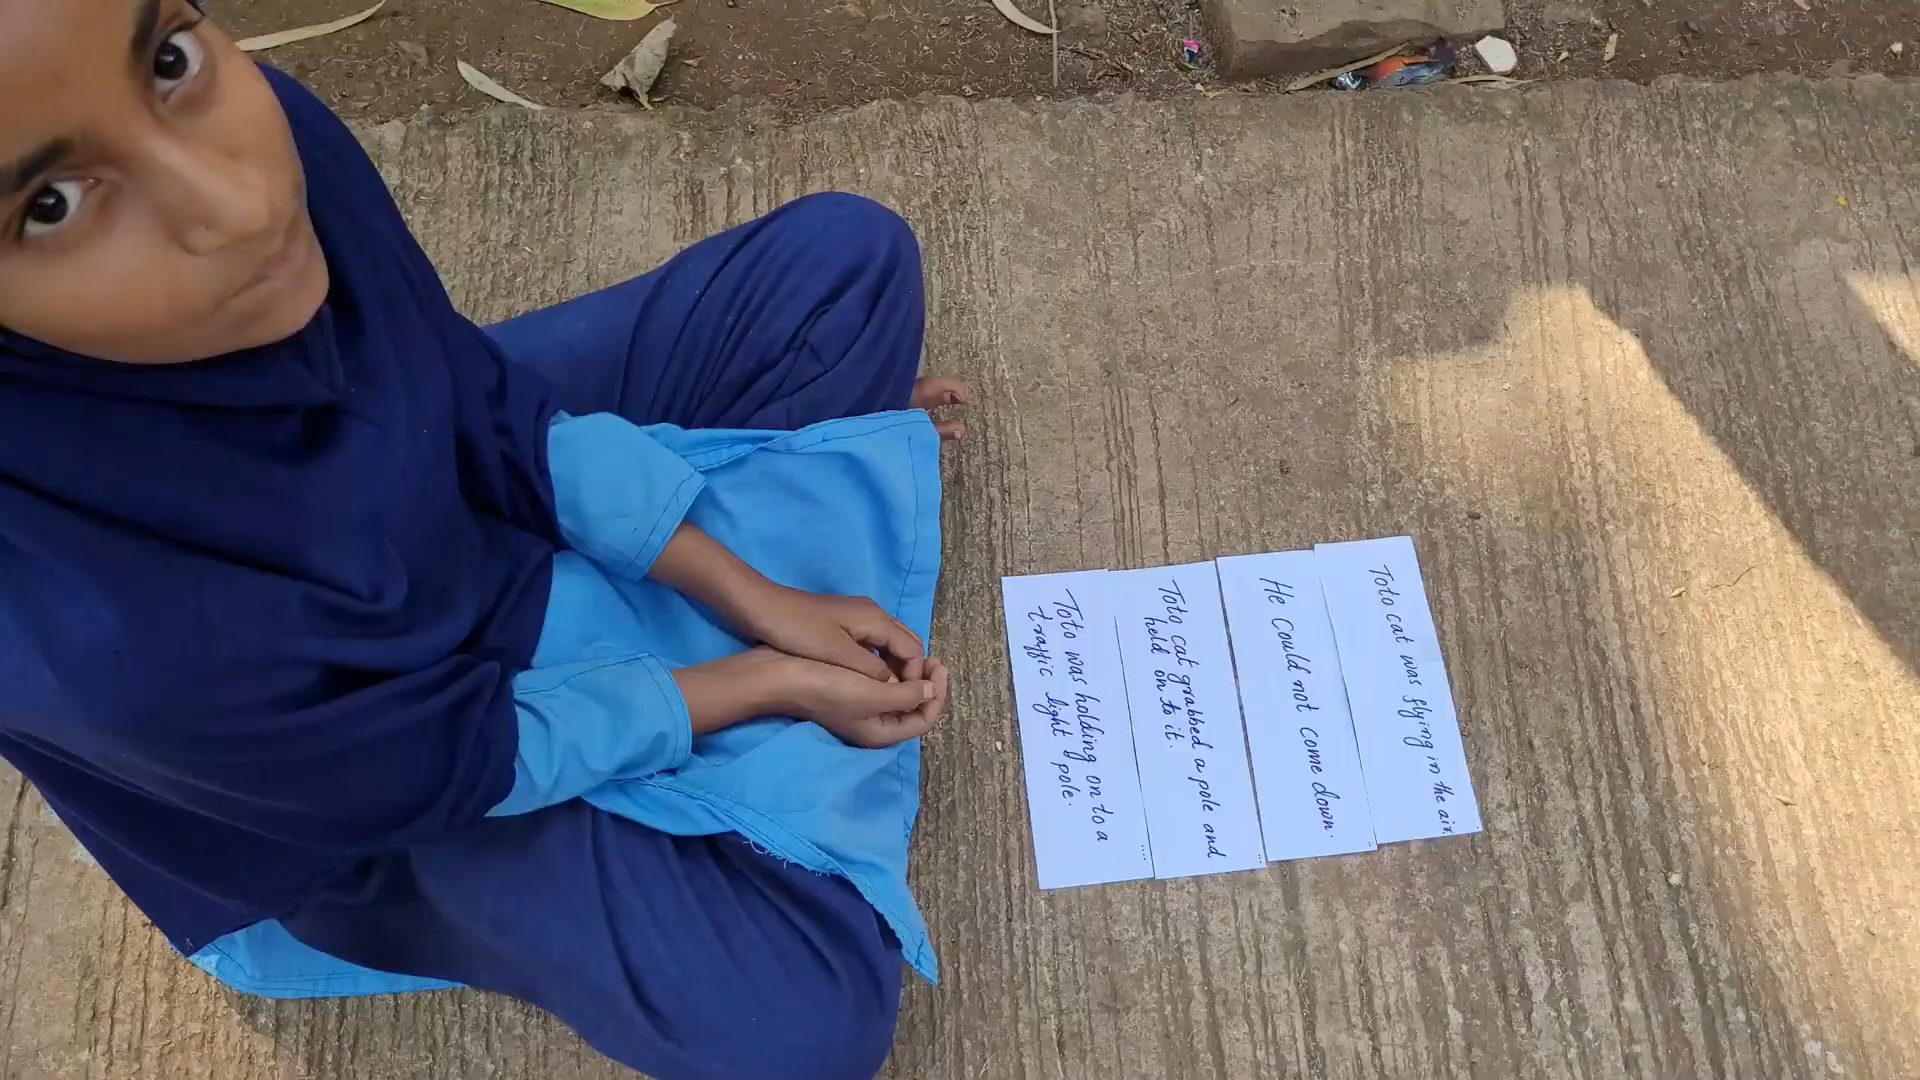 Toto cat was flying in the air.
.
He could not come down.
..
Toto cat grabbed a pole and
held on to it.
...
Toto was holding on to a
traffic light pole.
....